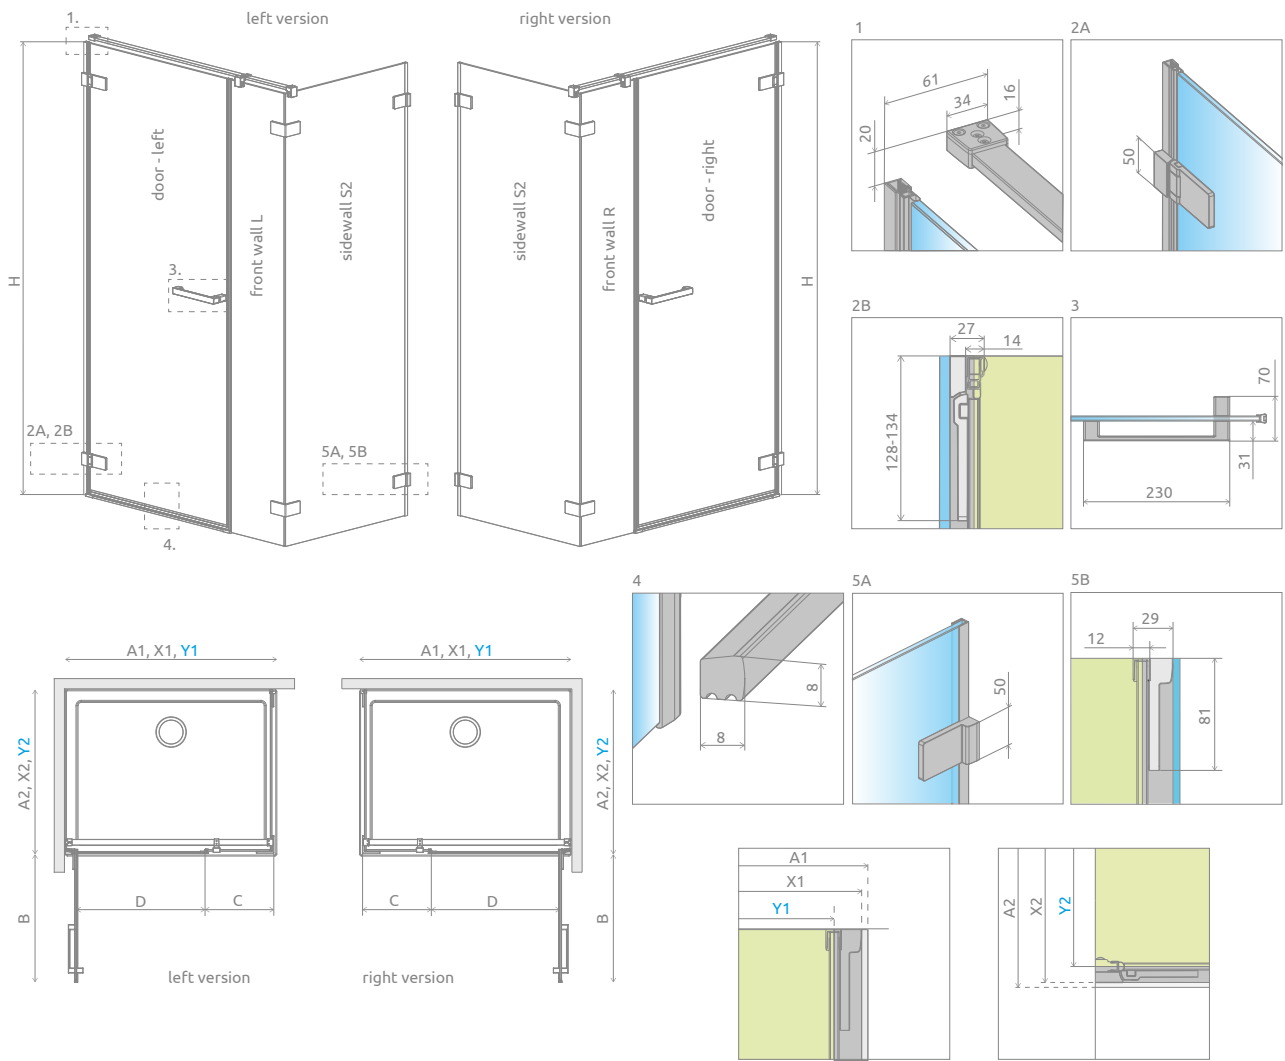 1.
left version
right version
door - left
front wall L
sidewall S2
H
3.
2A, 2B
5A, 5B
4.
sidewall S2
front wall R
door - right
H
1
61
34
16
20
2A
50
2B
27
14
128-134
3
70
31
230
4
8
8
5A
50
5B
29
12
81
A1, X1, Y1
A2, X2, Y2
B
D
C
left version
A1, X1, Y1
A2, X2, Y2
B
C
D
right version
A1
X1
Y1
A2
X2
Y2